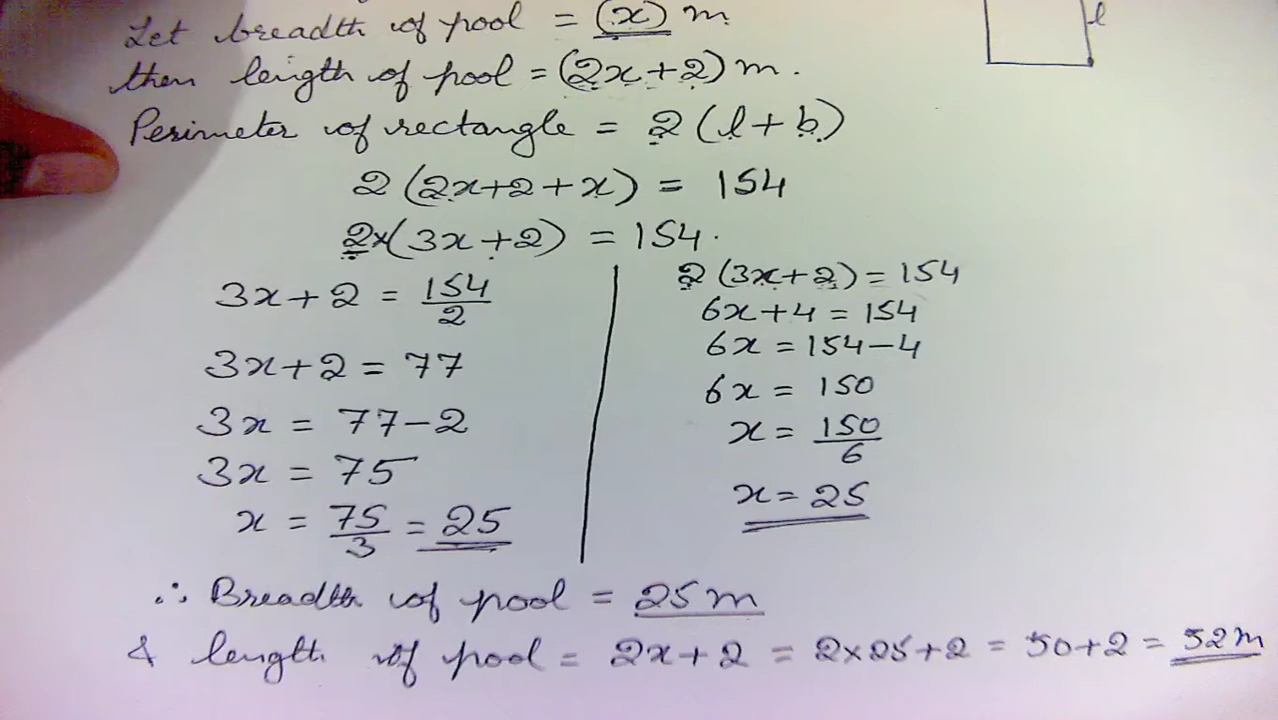 Let breadth of pool = (x) m
l
then length of pool = (2x+2) m.
Perimeter of rectangle = 2 (l+b)
2 (2x+2+x) = 154
2×(3x+2) = 154.
3x+2 = 154/2
3x+2 = 77
3x = 77-2
3x = 75
x = 75/3 = 25
2 (3x+2) = 154
6x+4 = 154
6x = 154-4
6x = 150
x = 150/6
x = 25
∴ Breadth of pool = 25 m
& length of pool = 2x+2 = 2×25+2 = 50+2 = 52m